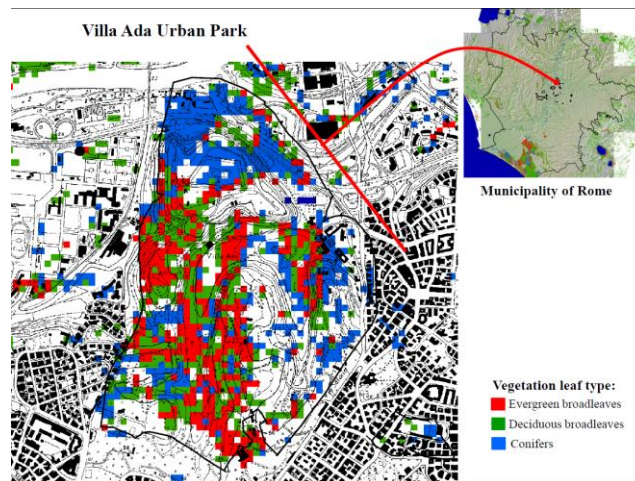 Villa Ada Urban Park
Municipality of Rome
Vegetation leaf type:
Evergreen broadleaves
Deciduous broadleaves
Conifers